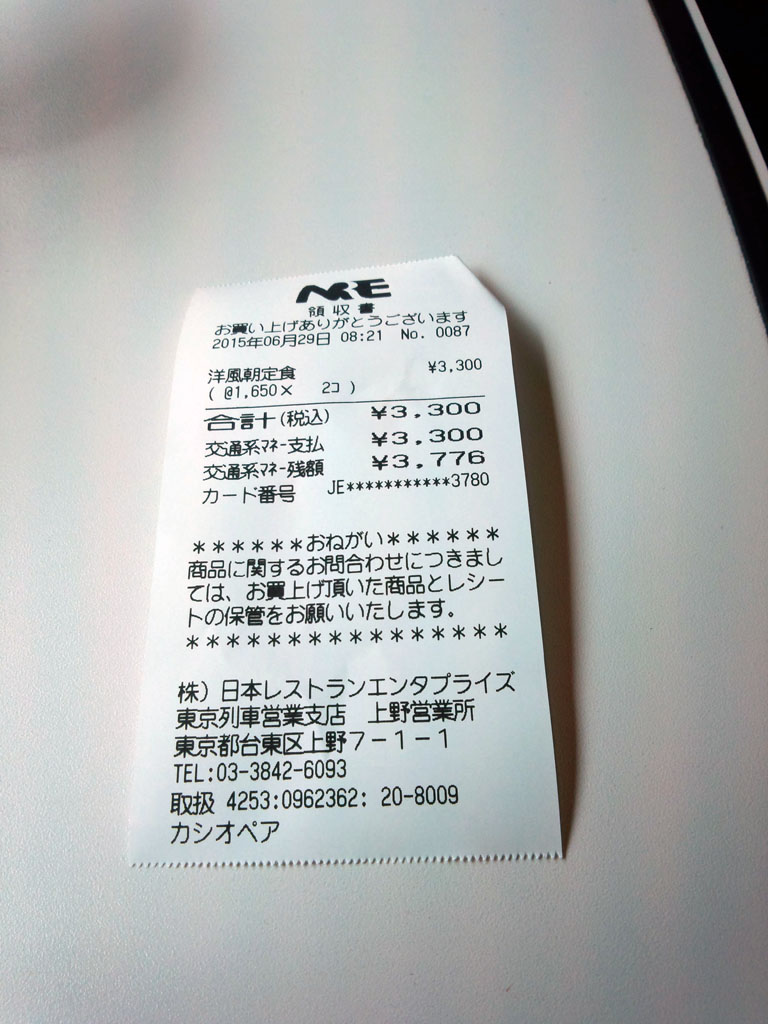 NRE
領収書
お買い上げありがとうございます
2015年06月29日 08:21 No. 0087
洋風朝定食 ¥3,300
( @1,650× 2コ )
合計(税込) ¥3,300
交通系マネー支払 ¥3,300
交通系マネー残額 ¥3,776
カード番号 JE***********3780
******おねがい******
商品に関するお問合わせにつきまし
ては、お買上げ頂いた商品とレシー
トの保管をお願いいたします。
****************
株）日本レストランエンタプライズ
東京列車営業支店 上野営業所
東京都台東区上野7－1－1
TEL:03-3842-6093
取扱 4253:0962362: 20-8009
カシオペア